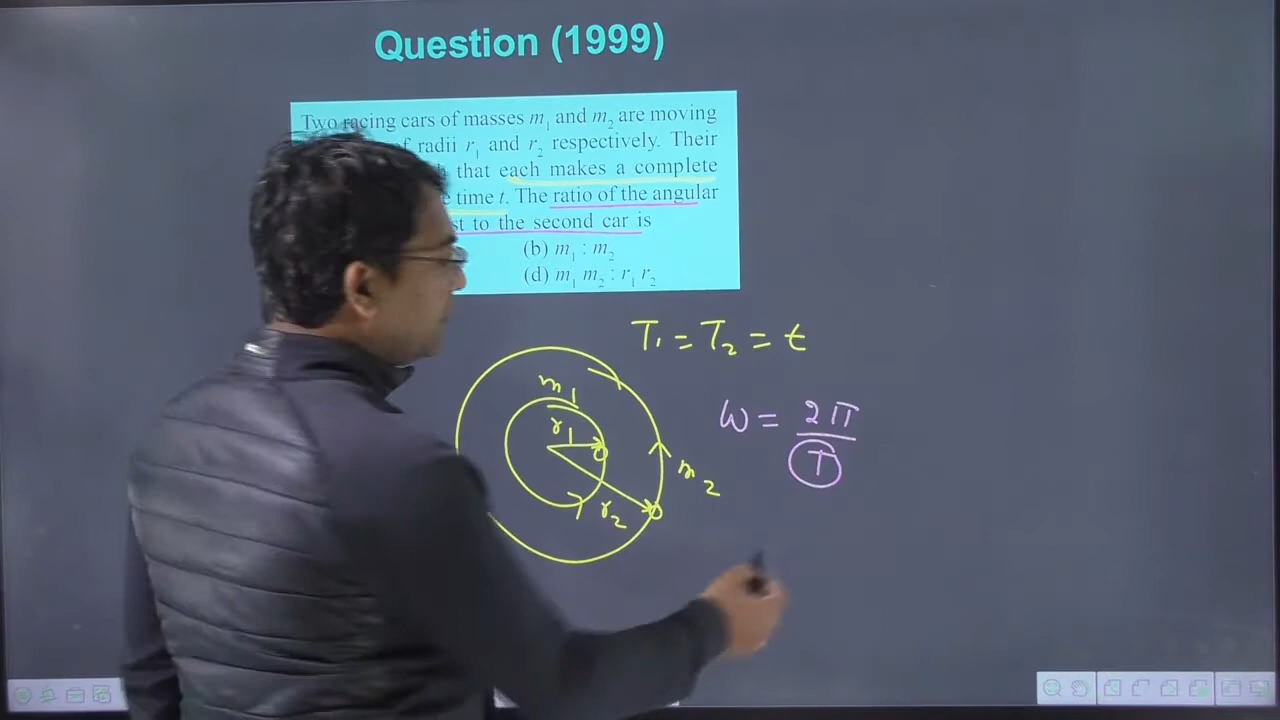 Question (1999)
Two racing cars of masses m₁ and m₂ are moving
radii r₁ and r₂ respectively. Their
that each makes a complete
time t. The ratio of the angular
to the second car is
(b) m₁ : m₂
(d) m₁ m₂ : r₁ r₂
T₁ = T₂ = t
m₁
r₁
ω = 2π/T
m₂
r₂